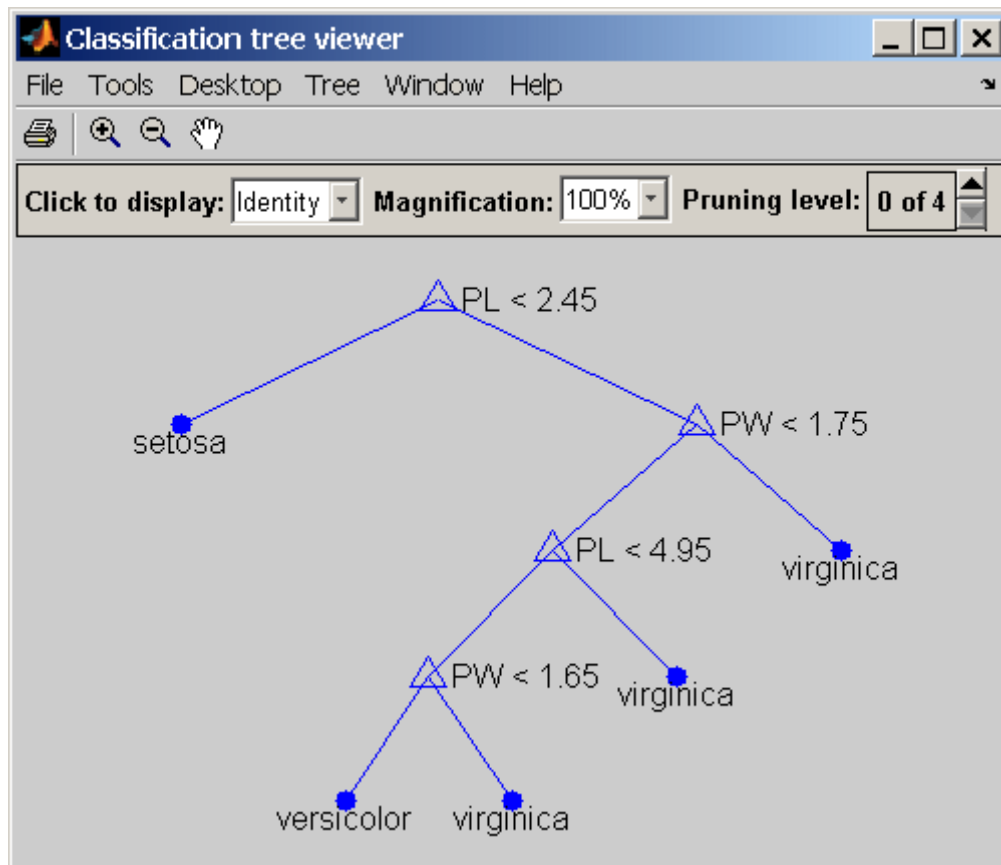 Classification tree viewer
File Tools Desktop Tree Window Help
Click to display: Identity Magnification: 100% Pruning level: 0 of 4
PL < 2.45
setosa
PW < 1.75
PL < 4.95
virginica
PW < 1.65
virginica
versicolor
virginica